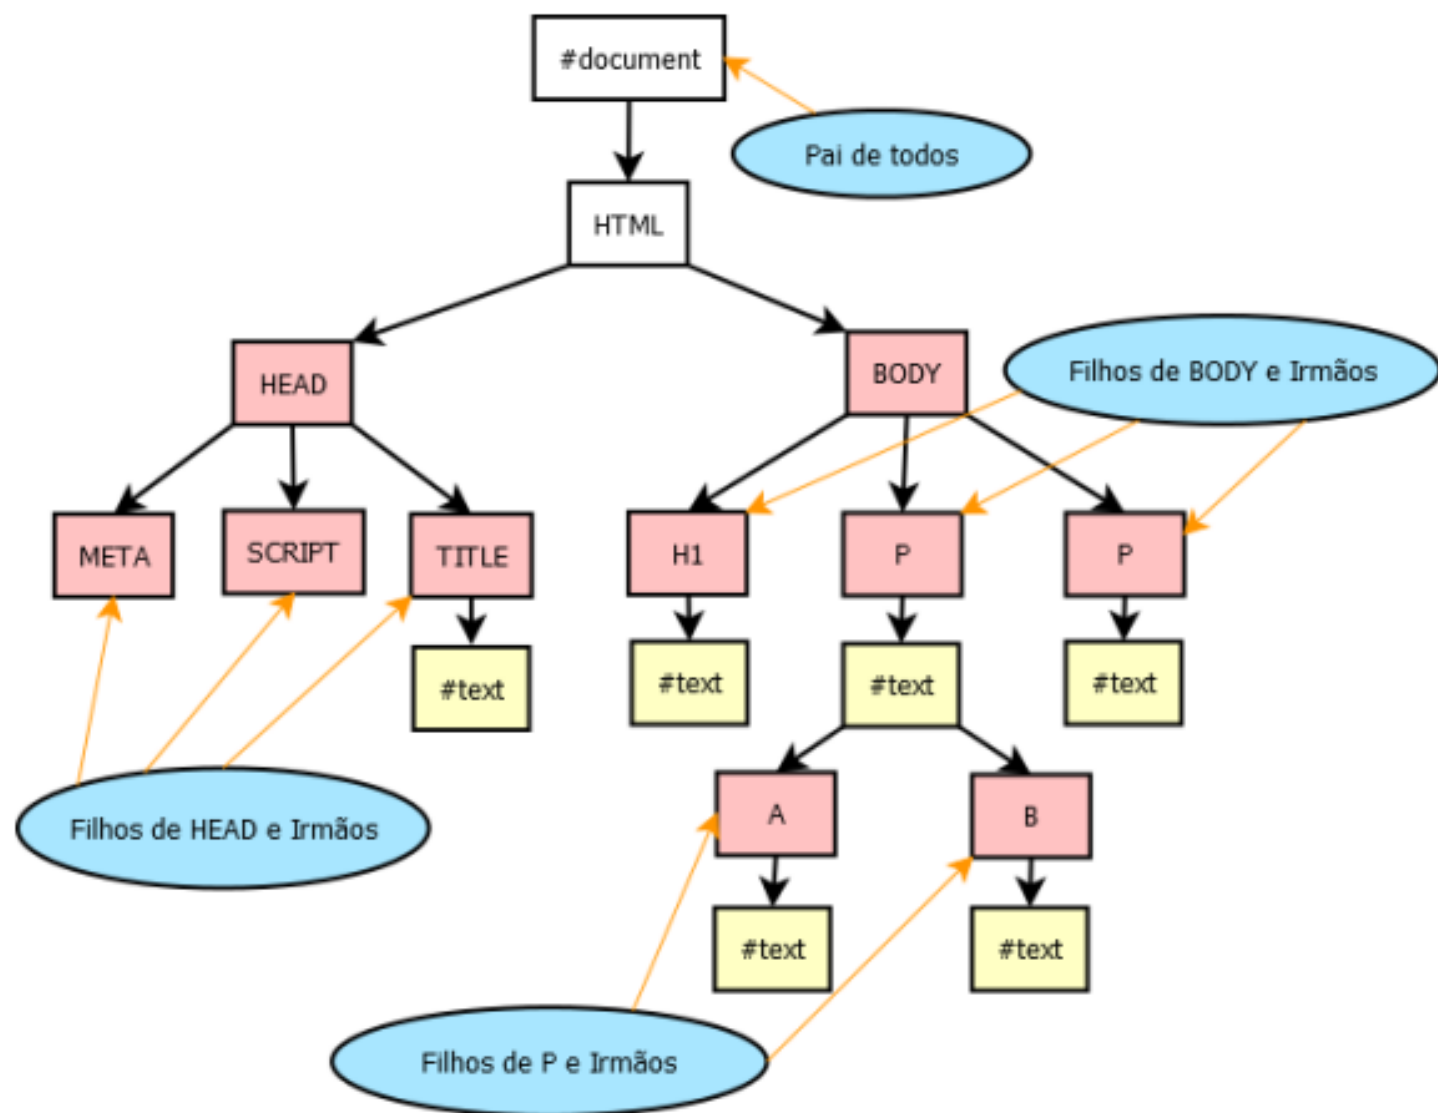 #document
Pai de todos
HTML
HEAD
BODY
Filhos de BODY e Irmãos
META
SCRIPT
TITLE
H1
P
P
#text
#text
#text
#text
A
B
Filhos de HEAD e Irmãos
#text
#text
Filhos de P e Irmãos